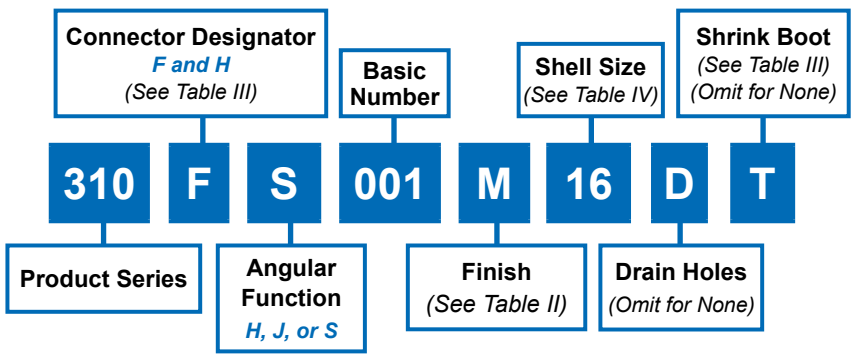 Connector Designator
F and H
(See Table III)
Basic
Number
Shell Size
(See Table IV)
Shrink Boot
(See Table III)
(Omit for None)
310 F S 001 M 16 D T
Product Series
Angular
Function
H, J, or S
Finish
(See Table II)
Drain Holes
(Omit for None)